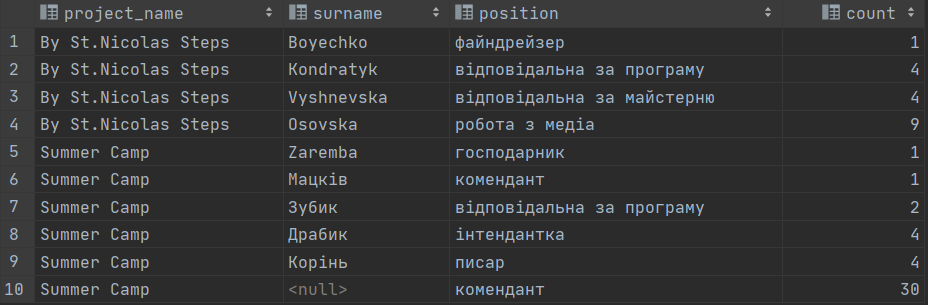 project_name surname position count
1 By St.Nicolas Steps Boyechko файндрейзер 1
2 By St.Nicolas Steps Kondratyk відповідальна за програму 4
3 By St.Nicolas Steps Vyshnevska відповідальна за майстерню 4
4 By St.Nicolas Steps Osovska робота з медіа 9
5 Summer Camp Zaremba господарник 1
6 Summer Camp Мацків комендант 1
7 Summer Camp Зубик відповідальна за програму 2
8 Summer Camp Драбик інтендантка 4
9 Summer Camp Корінь писар 4
10 Summer Camp <null> комендант 30